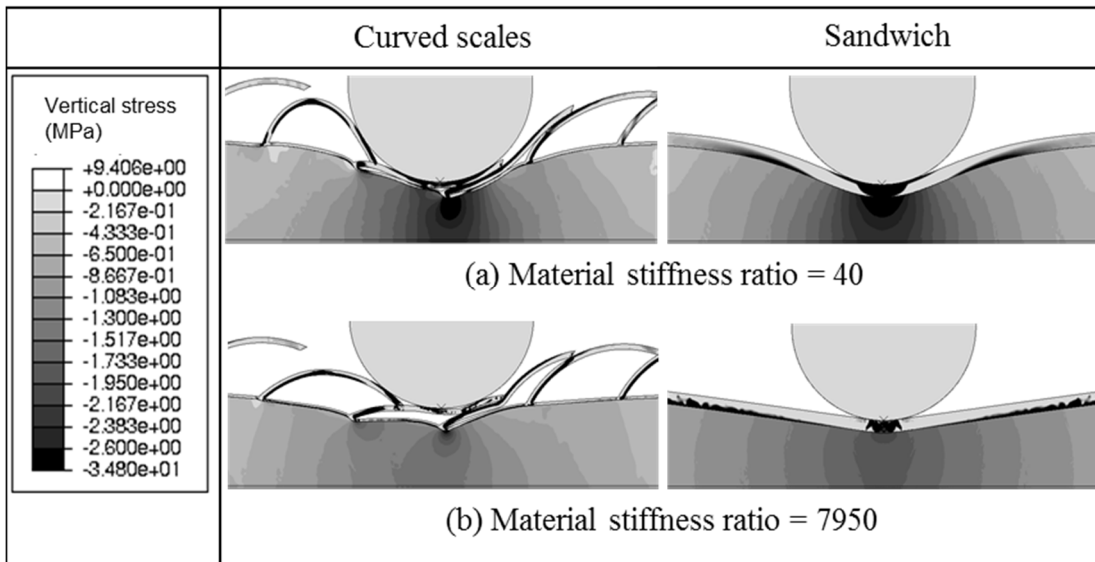 Curved scales
Sandwich
Vertical stress
(MPa)
+9.406e+00
+0.000e+00
-2.167e-01
-4.333e-01
-6.500e-01
-8.667e-01
-1.083e+00
-1.300e+00
-1.517e+00
-1.733e+00
-1.950e+00
-2.167e+00
-2.383e+00
-2.600e+00
-3.480e+01
(a) Material stiffness ratio = 40
(b) Material stiffness ratio = 7950